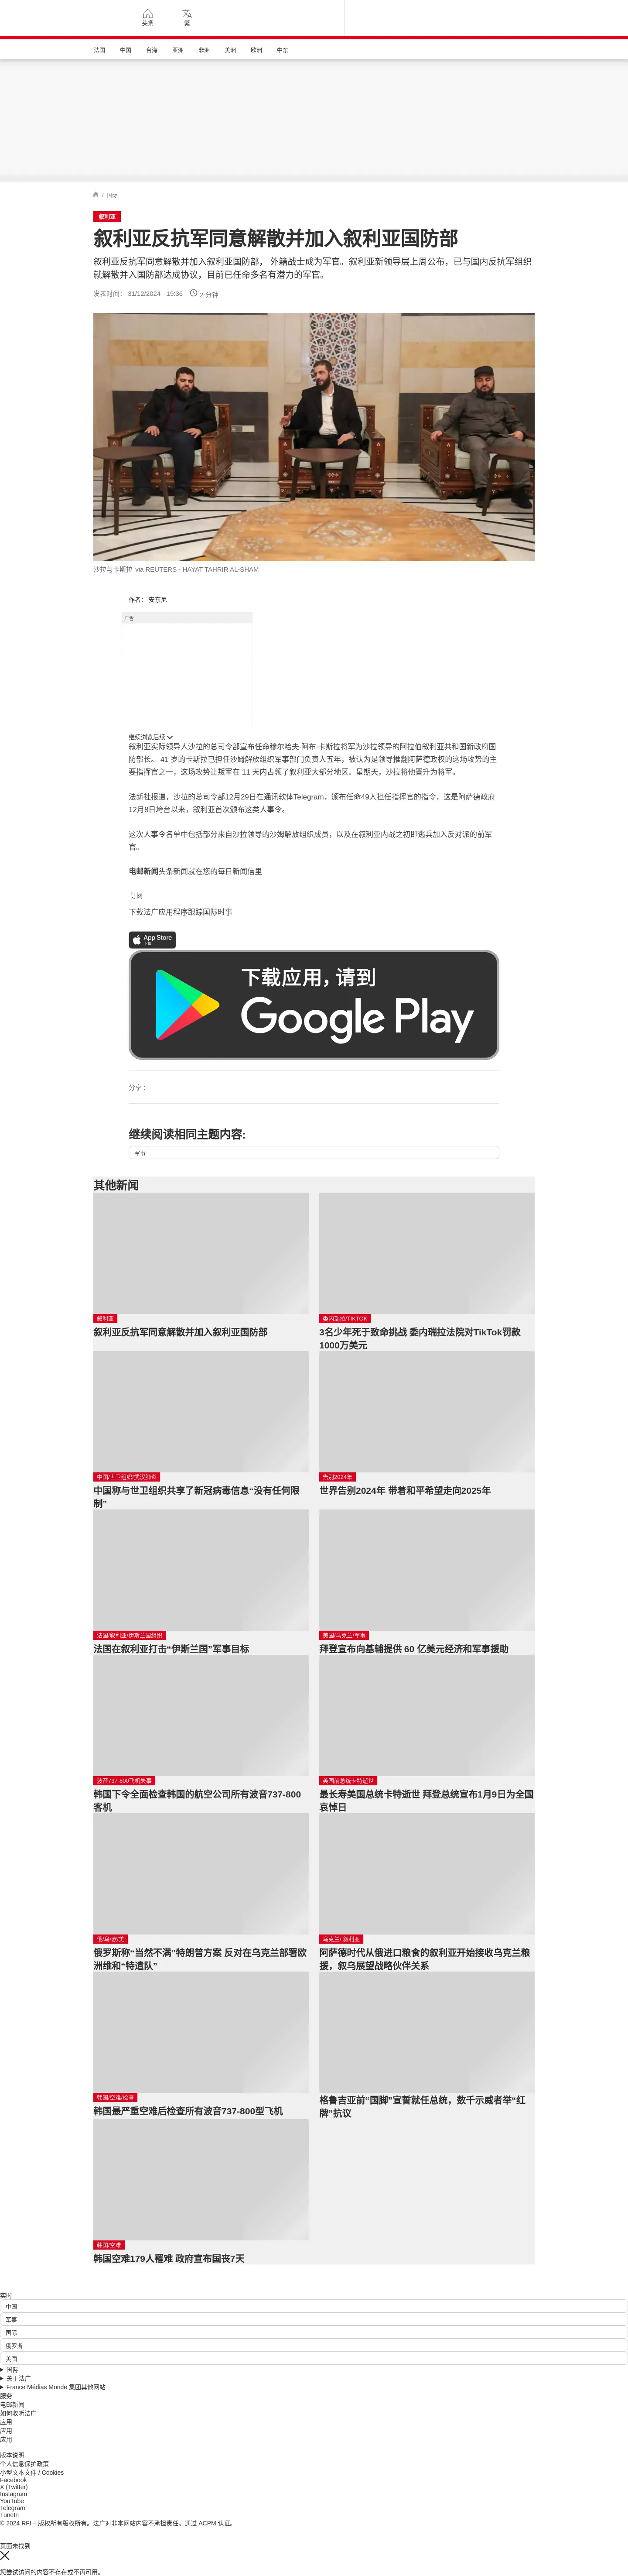 头条
繁
法国
中国
台海
亚洲
非洲
美洲
欧洲
中东
/ 国际
叙利亚
叙利亚反抗军同意解散并加入叙利亚国防部
叙利亚反抗军同意解散并加入叙利亚国防部， 外籍战士成为军官。叙利亚新领导层上周公布，已与国内反抗军组织
就解散并入国防部达成协议，目前已任命多名有潜力的军官。
发表时间： 31/12/2024 - 19:36 2 分钟
沙拉与卡斯拉 via REUTERS - HAYAT TAHRIR AL-SHAM
作者： 安东尼
广告
继续浏览后续
叙利亚实际领导人沙拉的总司令部宣布任命穆尔哈夫·阿布·卡斯拉将军为沙拉领导的阿拉伯叙利亚共和国新政府国
防部长。 41 岁的卡斯拉已担任沙姆解放组织军事部门负责人五年，被认为是领导推翻阿萨德政权的这场攻势的主
要指挥官之一，这场攻势让叛军在 11 天内占领了叙利亚大部分地区。星期天，沙拉将他晋升为将军。
法新社报道，沙拉的总司令部12月29日在通讯软体Telegram，颁布任命49人担任指挥官的指令，这是阿萨德政府
12月8日垮台以来，叙利亚首次颁布这类人事令。
这次人事令名单中包括部分来自沙拉领导的沙姆解放组织成员，以及在叙利亚内战之初即逃兵加入反对派的前军
官。
电邮新闻头条新闻就在您的每日新闻信里
订阅
下载法广应用程序跟踪国际时事
App Store
下载
下载应用，请到
Google Play
分享 :
继续阅读相同主题内容:
军事
其他新闻
叙利亚
叙利亚反抗军同意解散并加入叙利亚国防部
委内瑞拉/TIKTOK
3名少年死于致命挑战 委内瑞拉法院对TikTok罚款
1000万美元
中国/世卫组织/武汉肺炎
中国称与世卫组织共享了新冠病毒信息“没有任何限
制”
告别2024年
世界告别2024年 带着和平希望走向2025年
法国/叙利亚/伊斯兰国组织
法国在叙利亚打击“伊斯兰国”军事目标
美国/乌克兰/军事
拜登宣布向基辅提供 60 亿美元经济和军事援助
波音737-800飞机失事
韩国下令全面检查韩国的航空公司所有波音737-800
客机
美国前总统卡特逝世
最长寿美国总统卡特逝世 拜登总统宣布1月9日为全国
哀悼日
俄/乌/欧/美
俄罗斯称“当然不满”特朗普方案 反对在乌克兰部署欧
洲维和“特遣队”
乌克兰/ 叙利亚
阿萨德时代从俄进口粮食的叙利亚开始接收乌克兰粮
援，叙乌展望战略伙伴关系
韩国/空难/检查
韩国最严重空难后检查所有波音737-800型飞机
格鲁吉亚前“国脚”宣誓就任总统，数千示威者举“红
牌”抗议
韩国/空难
韩国空难179人罹难 政府宣布国丧7天
实时
中国
军事
国际
俄罗斯
美国
国际
关于法广
France Médias Monde 集团其他网站
服务
电邮新闻
如何收听法广
应用
应用
应用
版本说明
个人信息保护政策
小型文本文件 / Cookies
Facebook
X (Twitter)
Instagram
YouTube
Telegram
TuneIn
© 2024 RFI – 版权所有版权所有。法广对非本网站内容不承担责任。通过 ACPM 认证。
页面未找到
您尝试访问的内容不存在或不再可用。